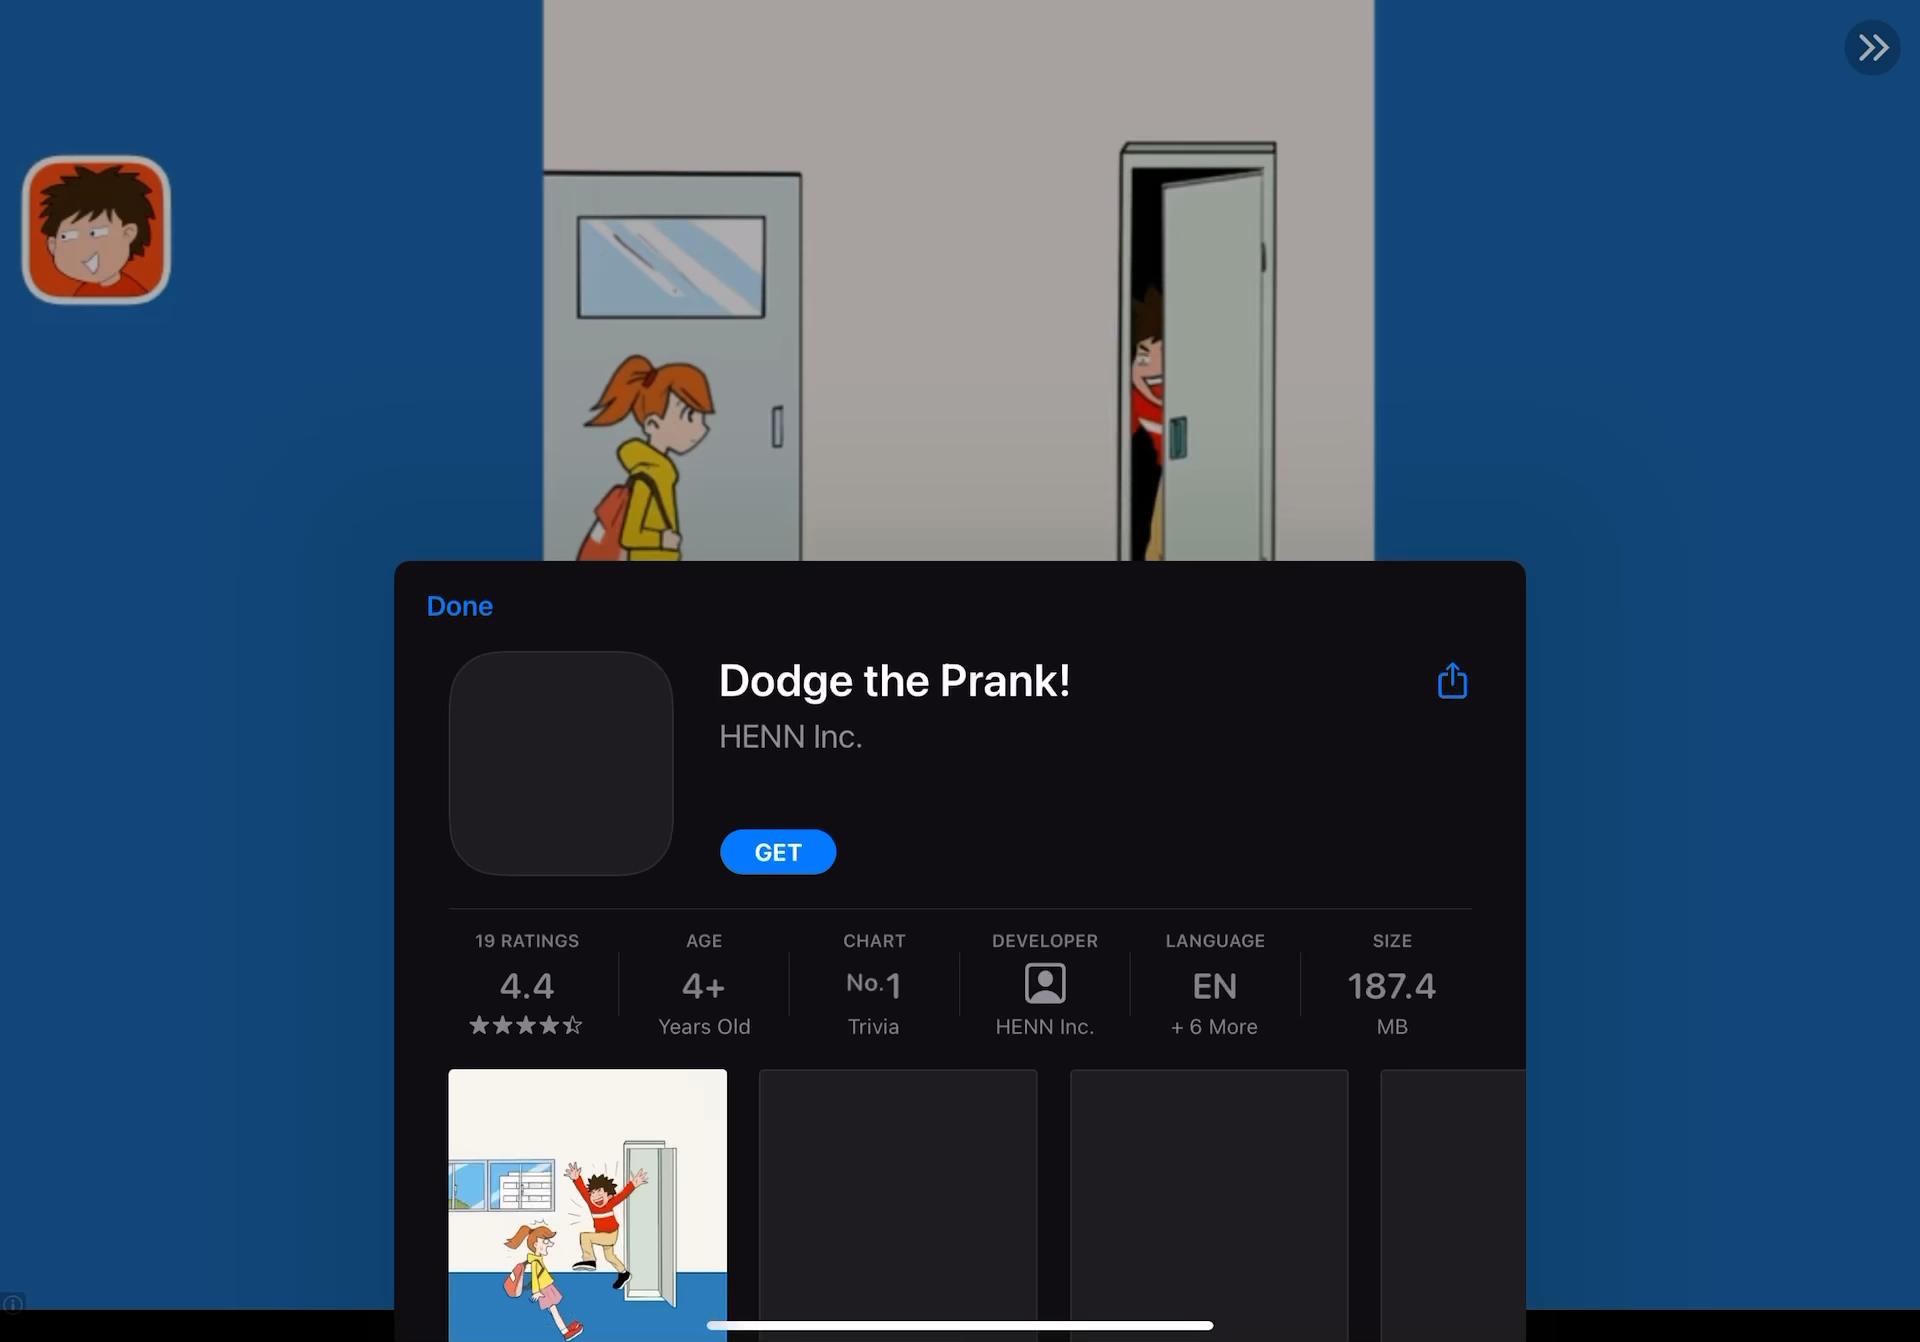 Done
Dodge the Prank!
HENN Inc.
GET
19 RATINGS
4.4
AGE
4+
Years Old
CHART
No.1
Trivia
DEVELOPER
HENN Inc.
LANGUAGE
EN
+ 6 More
SIZE
187.4
MB